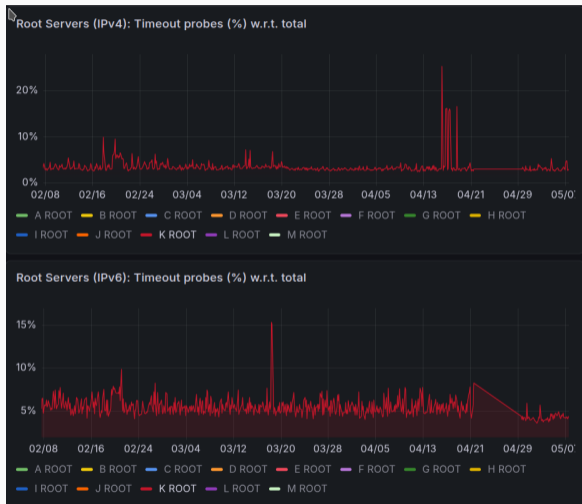 Root Servers (IPv4): Timeout probes (%) w.r.t. total
20%
10%
0%
02/08 02/16 02/24 03/04 03/12 03/20 03/28 04/05 04/13 04/21 04/29 05/0
A ROOT B ROOT C ROOT D ROOT E ROOT F ROOT G ROOT H ROOT
I ROOT J ROOT K ROOT L ROOT M ROOT
Root Servers (IPv6): Timeout probes (%) w.r.t. total
15%
10%
5%
02/08 02/16 02/24 03/04 03/12 03/20 03/28 04/05 04/13 04/21 04/29 05/0
A ROOT B ROOT C ROOT D ROOT E ROOT F ROOT G ROOT H ROOT
I ROOT J ROOT K ROOT L ROOT M ROOT